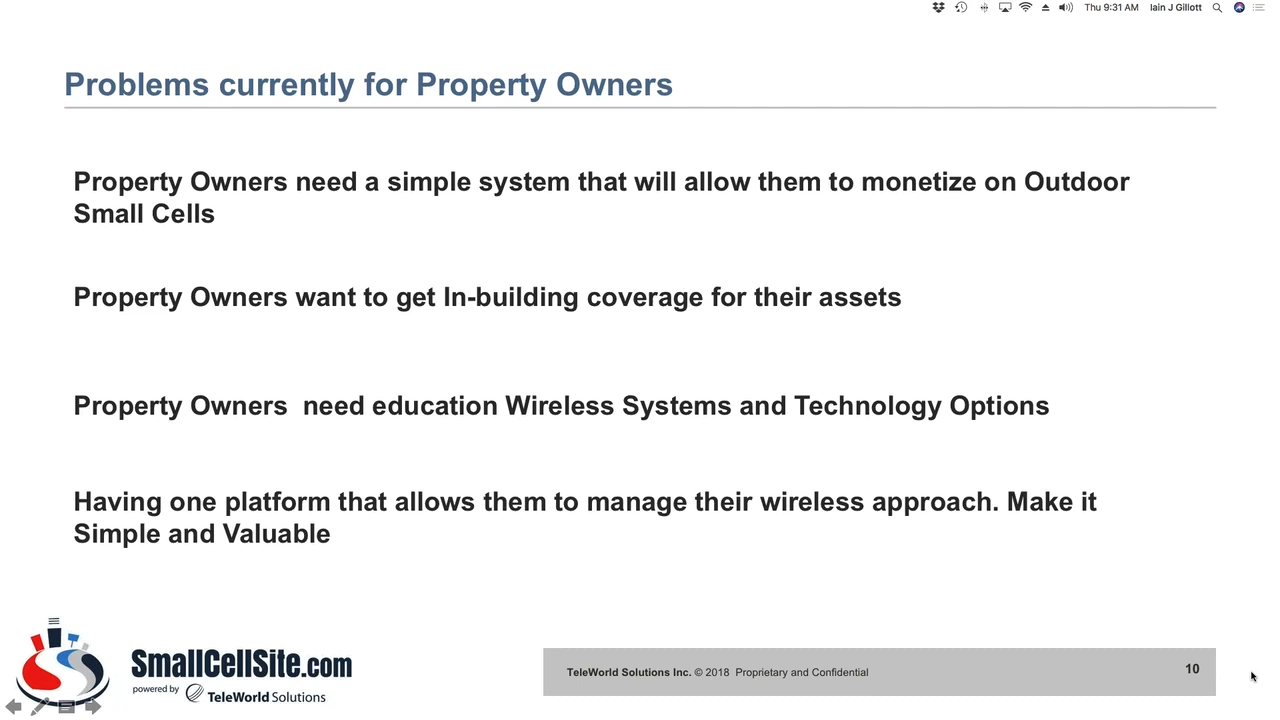 Thu 9:31 AM Iain J Gillott
Problems currently for Property Owners
Property Owners need a simple system that will allow them to monetize on Outdoor
Small Cells
Property Owners want to get In-building coverage for their assets
Property Owners  need education Wireless Systems and Technology Options
Having one platform that allows them to manage their wireless approach. Make it
Simple and Valuable
SmallCellSite.com
powered by TeleWorld Solutions
TeleWorld Solutions Inc. © 2018  Proprietary and Confidential
10